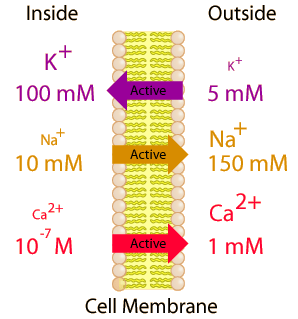 Inside Outside
K⁺ K⁺
100 mM Active 5 mM
Na⁺ Na⁺
10 mM Active 150 mM
Ca²⁺ Ca²⁺
10⁻⁷ M Active 1 mM
Cell Membrane